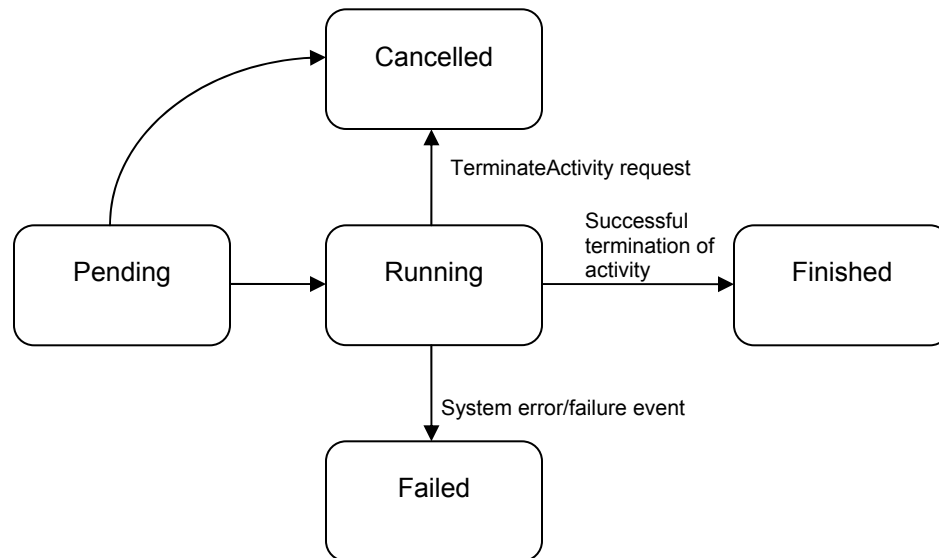 Cancelled
TerminateActivity request
Successful
termination of
activity
Pending
Running
Finished
System error/failure event
Failed